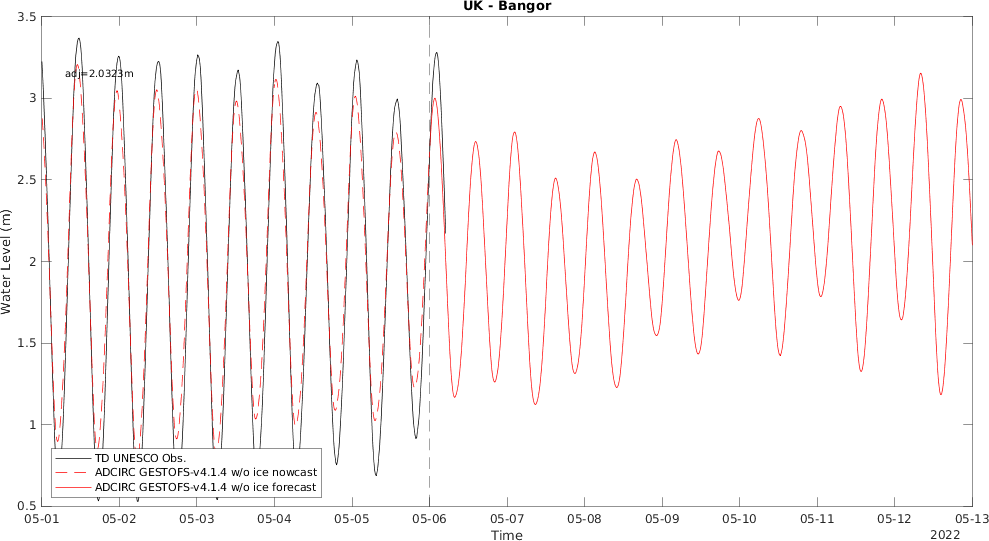 UK - Bangor
3.5
3
2.5
2
1.5
1
0.5
Water Level (m)
adj=2.0323m
TD UNESCO Obs.
ADCIRC GESTOFS-v4.1.4 w/o ice nowcast
ADCIRC GESTOFS-v4.1.4 w/o ice forecast
05-01 05-02 05-03 05-04 05-05 05-06 05-07 05-08 05-09 05-10 05-11 05-12 05-13
Time
2022